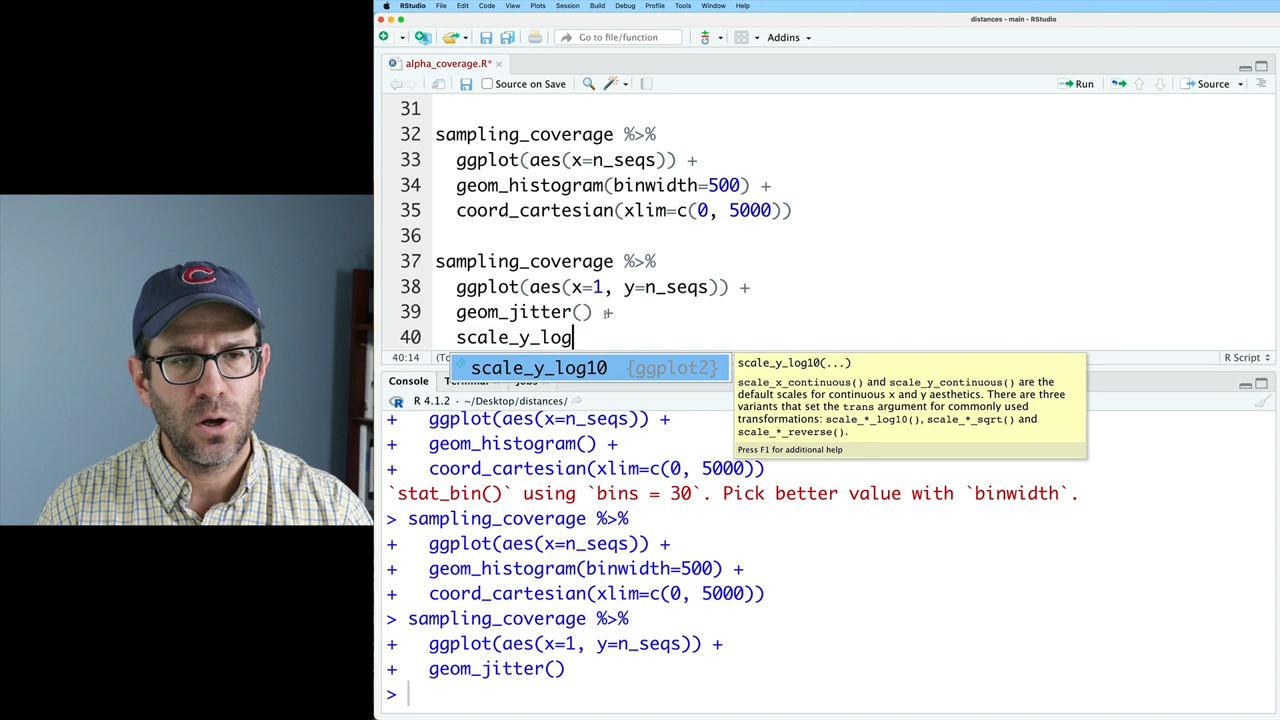 RStudio File Edit Code View Plots Session Build Debug Profile Tools Window Help
distances - main - RStudio
Go to file/function Addins
alpha_coverage.R*
Source on Save Run Source
31
32 sampling_coverage %>%
33 ggplot(aes(x=n_seqs)) +
34 geom_histogram(binwidth=500) +
35 coord_cartesian(xlim=c(0, 5000))
36
37 sampling_coverage %>%
38 ggplot(aes(x=1, y=n_seqs)) +
39 geom_jitter() +
40 scale_y_log
40:14 (To R Script
scale_y_log10 {ggplot2}
scale_y_log10(...)
scale_x_continuous() and scale_y_continuous() are the
default scales for continuous x and y aesthetics. There are three
variants that set the trans argument for commonly used
transformations: scale_*_log10(), scale_*_sqrt() and
scale_*_reverse().
Press F1 for additional help
Console Terminal Jobs
R 4.1.2 · ~/Desktop/distances/
+ ggplot(aes(x=n_seqs)) +
+ geom_histogram() +
+ coord_cartesian(xlim=c(0, 5000))
`stat_bin()` using `bins = 30`. Pick better value with `binwidth`.
> sampling_coverage %>%
+ ggplot(aes(x=n_seqs)) +
+ geom_histogram(binwidth=500) +
+ coord_cartesian(xlim=c(0, 5000))
> sampling_coverage %>%
+ ggplot(aes(x=1, y=n_seqs)) +
+ geom_jitter()
>
C